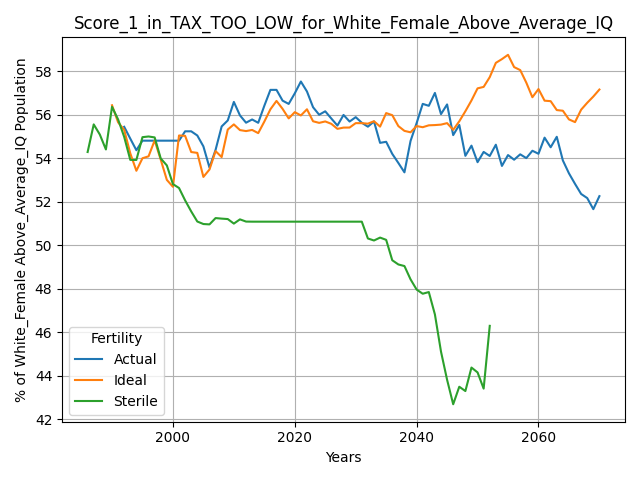 Score_1_in_TAX_TOO_LOW_for_White_Female_Above_Average_IQ
% of White_Female Above_Average_IQ Population
58
56
54
52
50
48
46
44
42
Fertility
Actual
Ideal
Sterile
2000
2020
2040
2060
Years